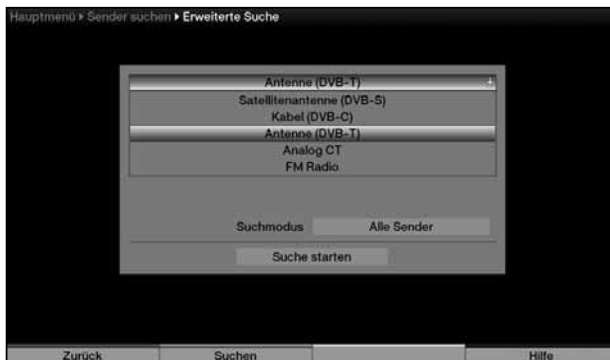 Hauptmenü ▸ Sender suchen ▸ Erweiterte Suche
Antenne (DVB-T)
Satellitenantenne (DVB-S)
Kabel (DVB-C)
Antenne (DVB-T)
Analog CT
FM Radio
Suchmodus Alle Sender
Suche starten
Zurück Suchen Hilfe